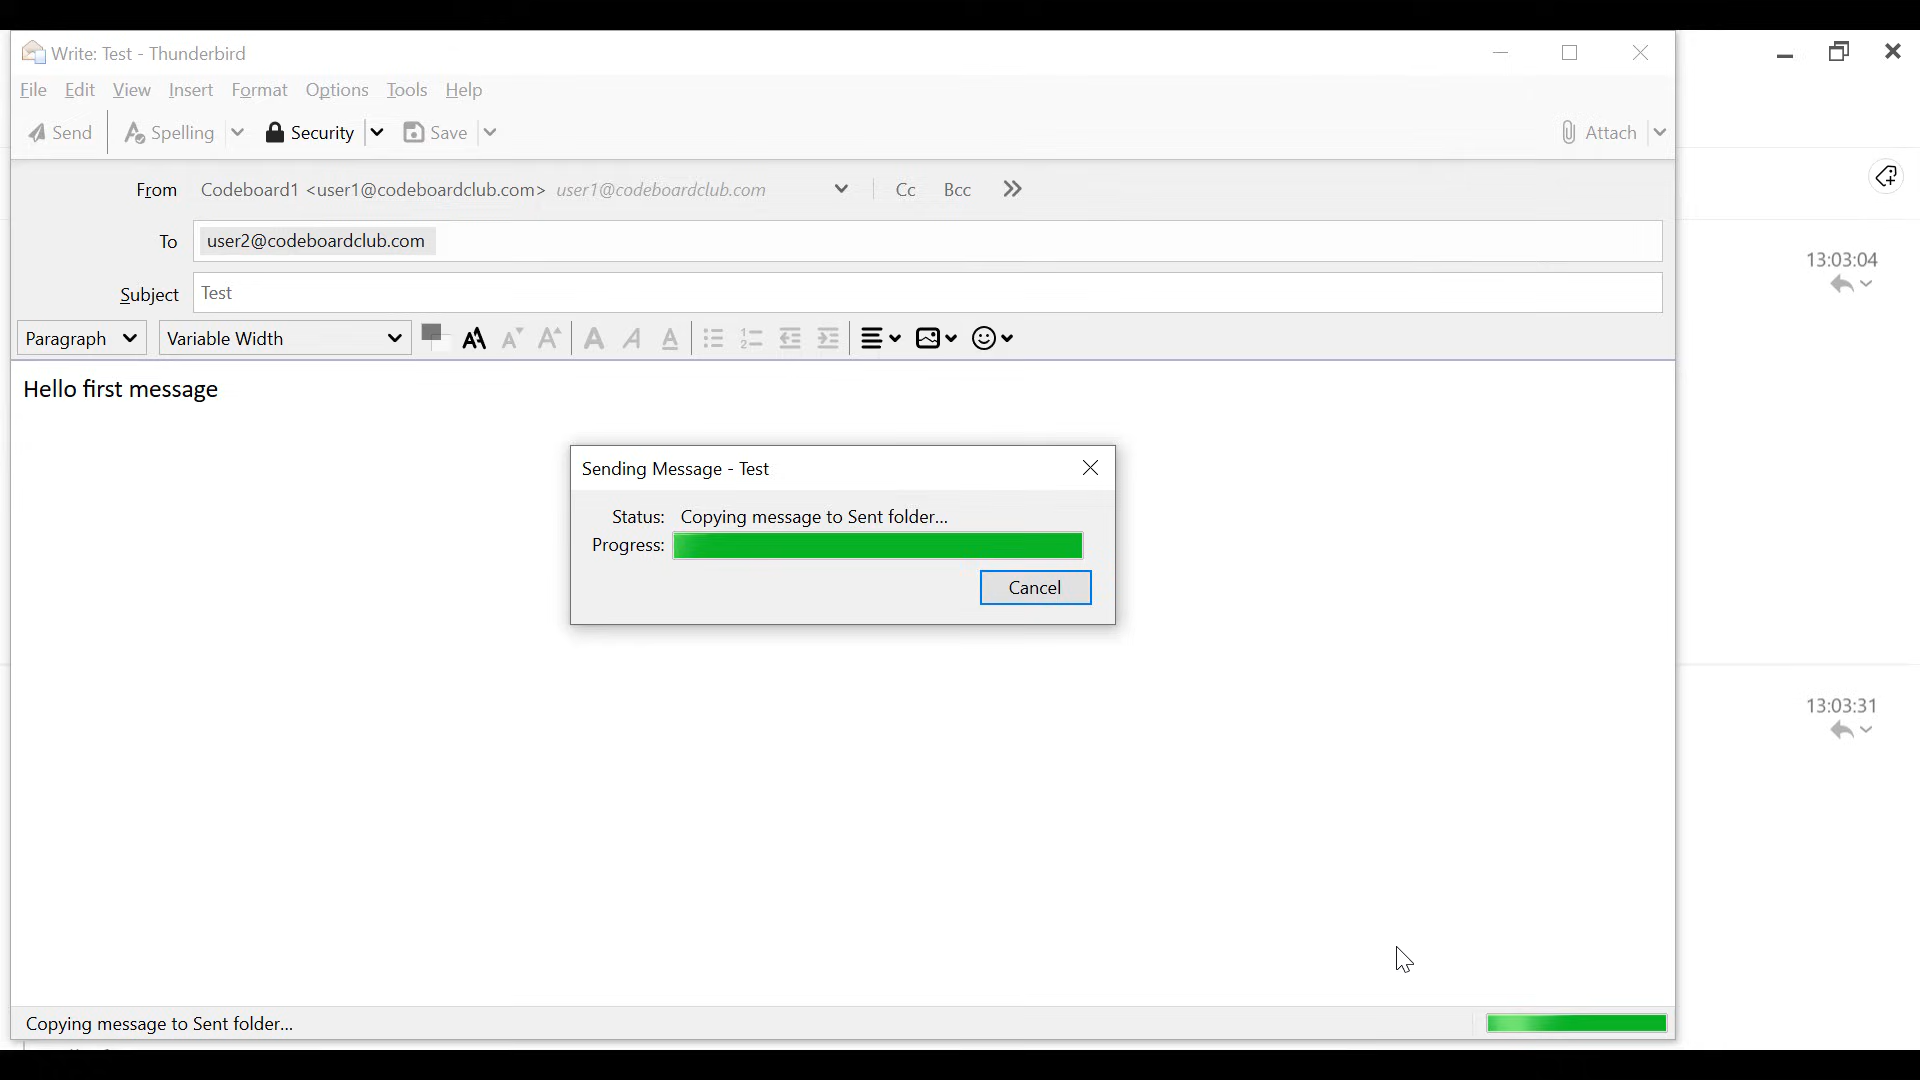 Write: Test - Thunderbird
File Edit View Insert Format Options Tools Help
Send Spelling Security Save Attach
From Codeboard1 <user1@codeboardclub.com> user1@codeboardclub.com Cc Bcc
To user2@codeboardclub.com
13:03:04
Subject Test
Paragraph Variable Width
Hello first message
Sending Message - Test
Status: Copying message to Sent folder...
Progress:
Cancel
13:03:31
Copying message to Sent folder...